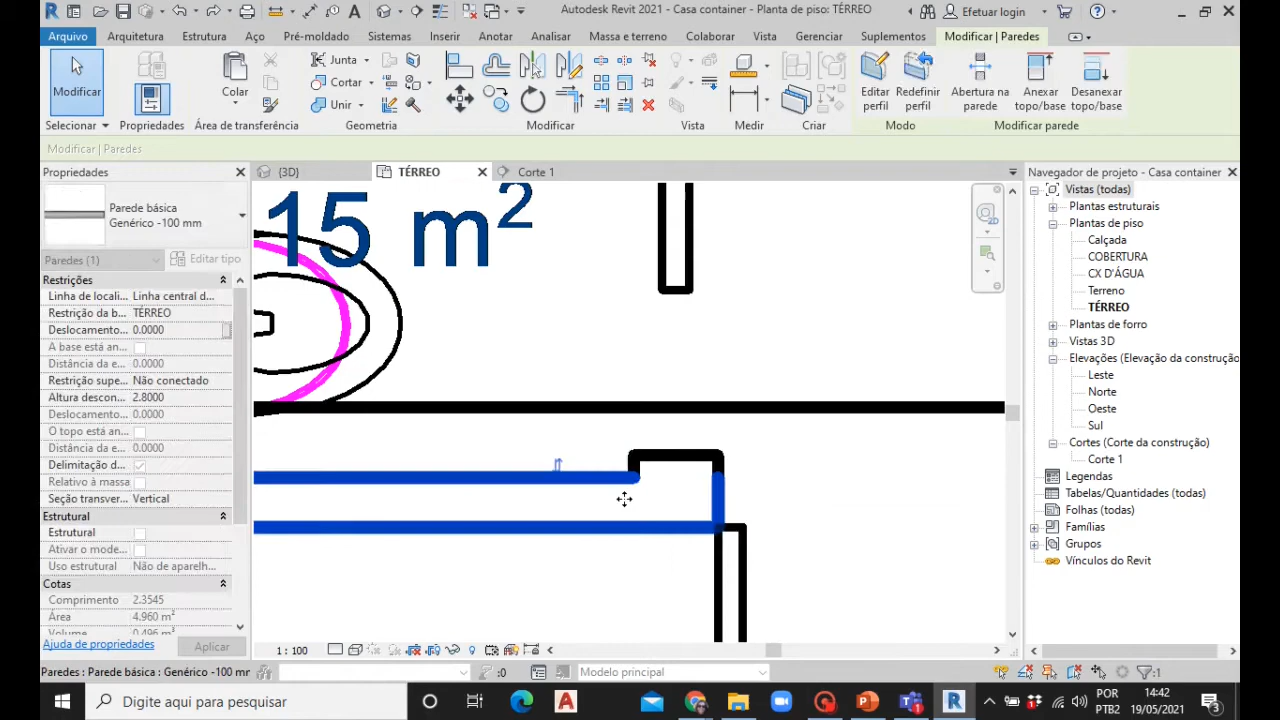 Autodesk Revit 2021 - Casa container - Planta de piso: TÉRREO
Efetuar login
Arquivo Arquitetura Estrutura Aço Pré-moldado Sistemas Inserir Anotar Analisar Massa e terreno Colaborar Vista Gerenciar Suplementos Modificar | Paredes
Modificar
Colar
Junta
Cortar
Unir
Editar perfil
Redefinir perfil
Abertura na parede
Anexar topo/base
Desanexar topo/base
Selecionar Propriedades Área de transferência Geometria Modificar Vista Medir Criar Modo Modificar parede
Modificar | Paredes
Propriedades
{3D} TÉRREO Corte 1
Parede básica
Genérico -100 mm
Paredes (1) Editar tipo
Restrições
Linha de locali... Linha central d...
Restrição da b... TÉRREO
Deslocamento... 0.0000
A base está an...
Distância da e... 0.0000
Restrição supe... Não conectado
Altura descon... 2.8000
Deslocamento... 0.0000
O topo está an...
Distância da e... 0.0000
Delimitação d...
Relativo à massa
Seção transver... Vertical
Estrutural
Estrutural
Ativar o mode...
Uso estrutural Não de aparelh...
Cotas
Comprimento 2.3545
Área 4.960 m²
Volume 0.496 m³
Ajuda de propriedades Aplicar
15 m²
2D
Navegador de projeto - Casa container
Vistas (todas)
Plantas estruturais
Plantas de piso
Calçada
COBERTURA
CX D'ÁGUA
Terreno
TÉRREO
Plantas de forro
Vistas 3D
Elevações (Elevação da construção
Leste
Norte
Oeste
Sul
Cortes (Corte da construção)
Corte 1
Legendas
Tabelas/Quantidades (todas)
Folhas (todas)
Famílias
Grupos
Vínculos do Revit
1 : 100
Paredes : Parede básica : Genérico -100 mr
:0
Modelo principal
:1
Digite aqui para pesquisar
POR
PTB2
14:42
19/05/2021
3